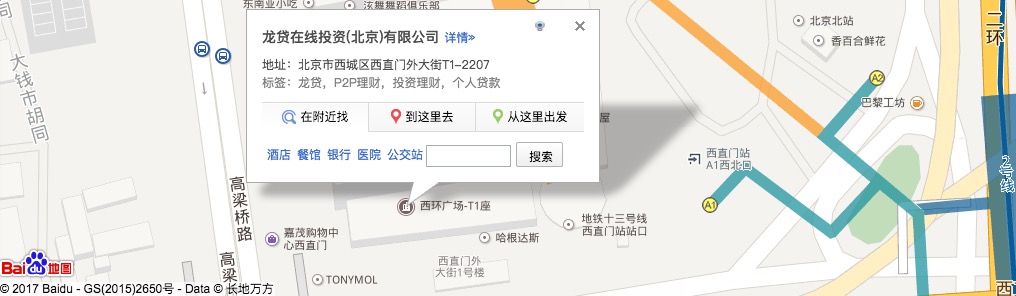 东南亚小吃
泫舞舞蹈俱乐部
龙贷在线投资(北京)有限公司 详情»
地址：北京市西城区西直门外大街T1-2207
标签：龙贷，P2P理财，投资理财，个人贷款
在附近找
到这里去
从这里出发
酒店 餐馆 银行 医院 公交站
搜索
大钱市胡同
高梁桥路
高梁
西环广场-T1座
嘉茂购物中
心西直门
哈根达斯
地铁十三号线
西直门站站口
西直门外
大街1号楼
TONYMOL
屋
西直门站
A1西北口
A1
A2
北京北站
香百合鲜花
巴黎工坊
二环
2号线
西
Bai du 地图
© 2017 Baidu - GS(2015)2650号 - Data © 长地万方